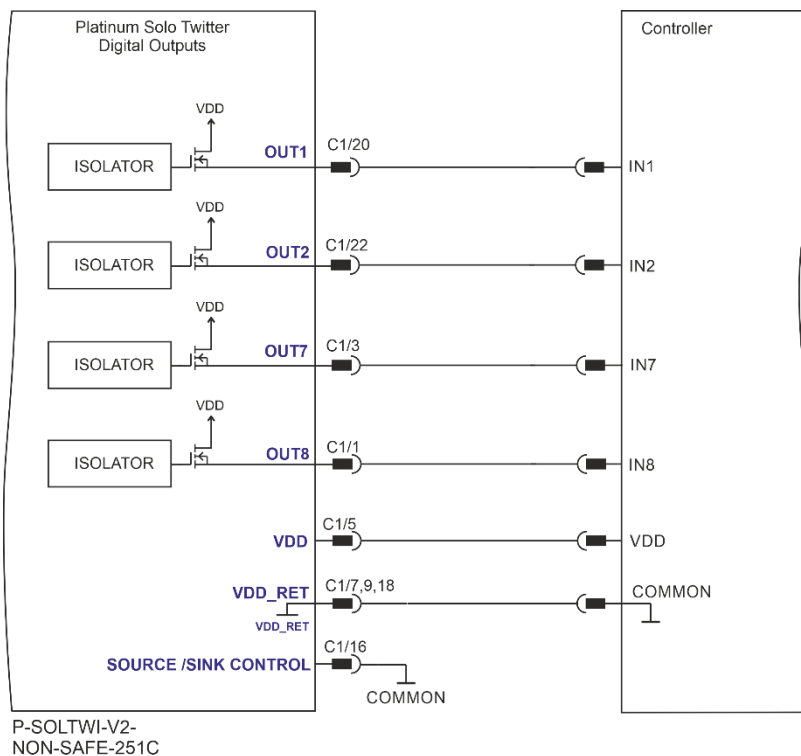 Platinum Solo Twitter
Digital Outputs
Controller
VDD
ISOLATOR
OUT1
C1/20
IN1
VDD
ISOLATOR
OUT2
C1/22
IN2
VDD
ISOLATOR
OUT7
C1/3
IN7
VDD
ISOLATOR
OUT8
C1/1
IN8
VDD
C1/5
VDD
VDD_RET
C1/7,9,18
COMMON
VDD_RET
SOURCE /SINK CONTROL
C1/16
COMMON
P-SOLTWI-V2-
NON-SAFE-251C